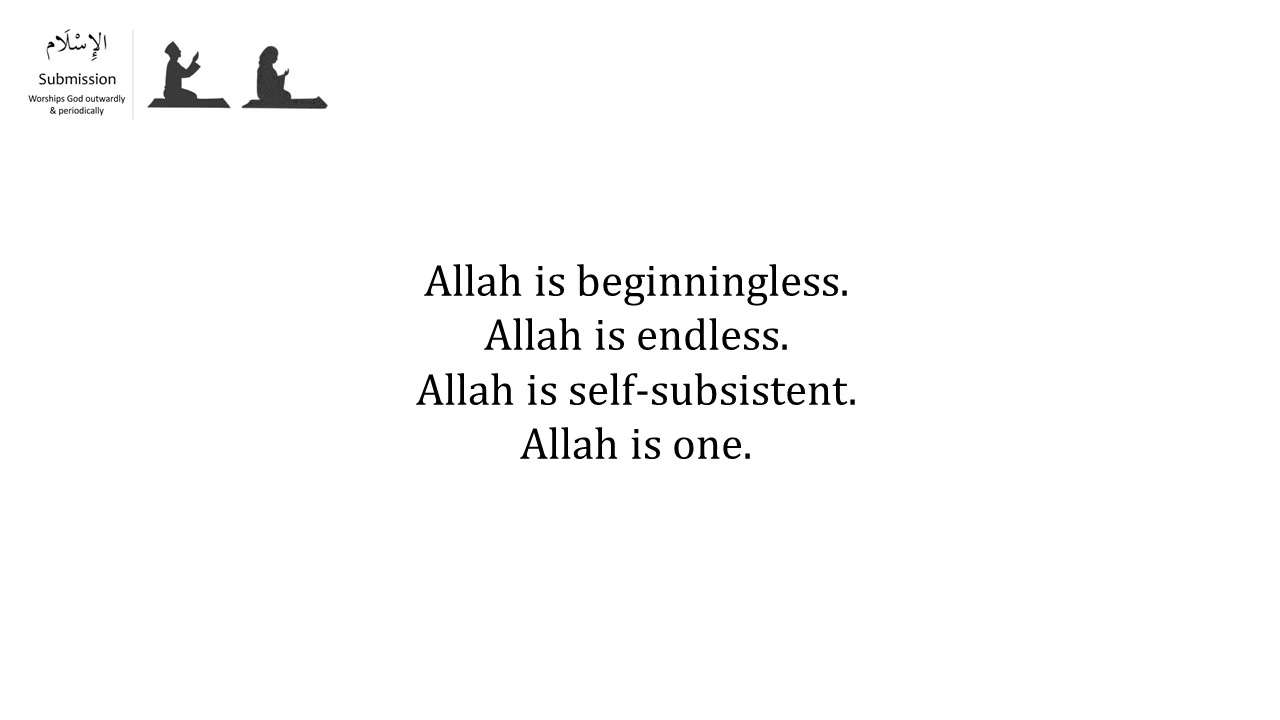 الإِسْلَام
Submission
Worships God outwardly
& periodically
Allah is beginningless.
Allah is endless.
Allah is self-subsistent.
Allah is one.